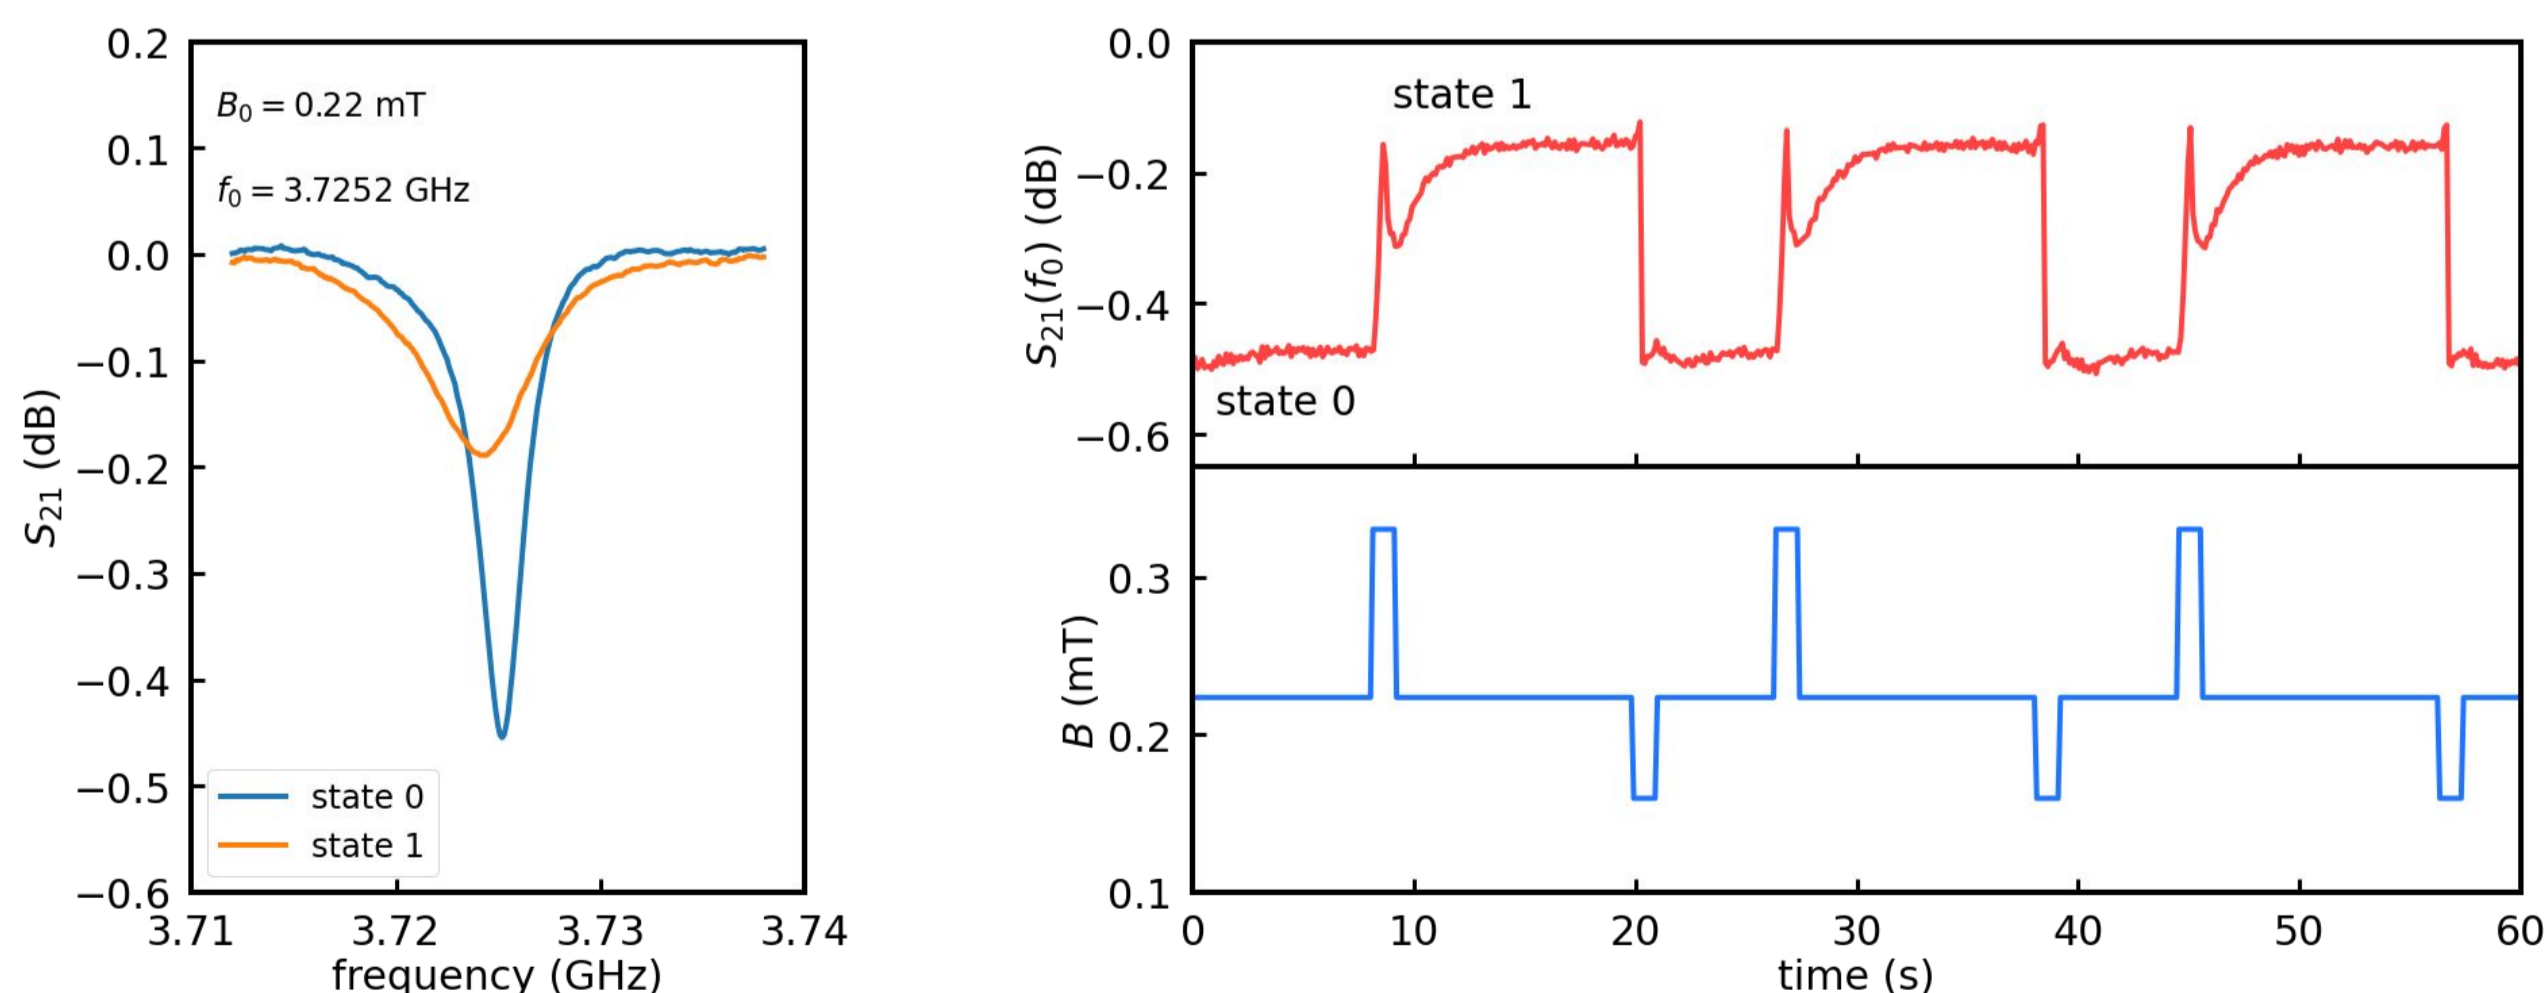 0.2
0.1
0.0
−0.1
−0.2
−0.3
−0.4
−0.5
−0.6
S21 (dB)
B0 = 0.22 mT
f0 = 3.7252 GHz
state 0
state 1
3.71 3.72 3.73 3.74
frequency (GHz)
0.0
−0.2
−0.4
−0.6
S21(f0) (dB)
state 1
state 0
0.3
0.2
0.1
B (mT)
0 10 20 30 40 50 60
time (s)